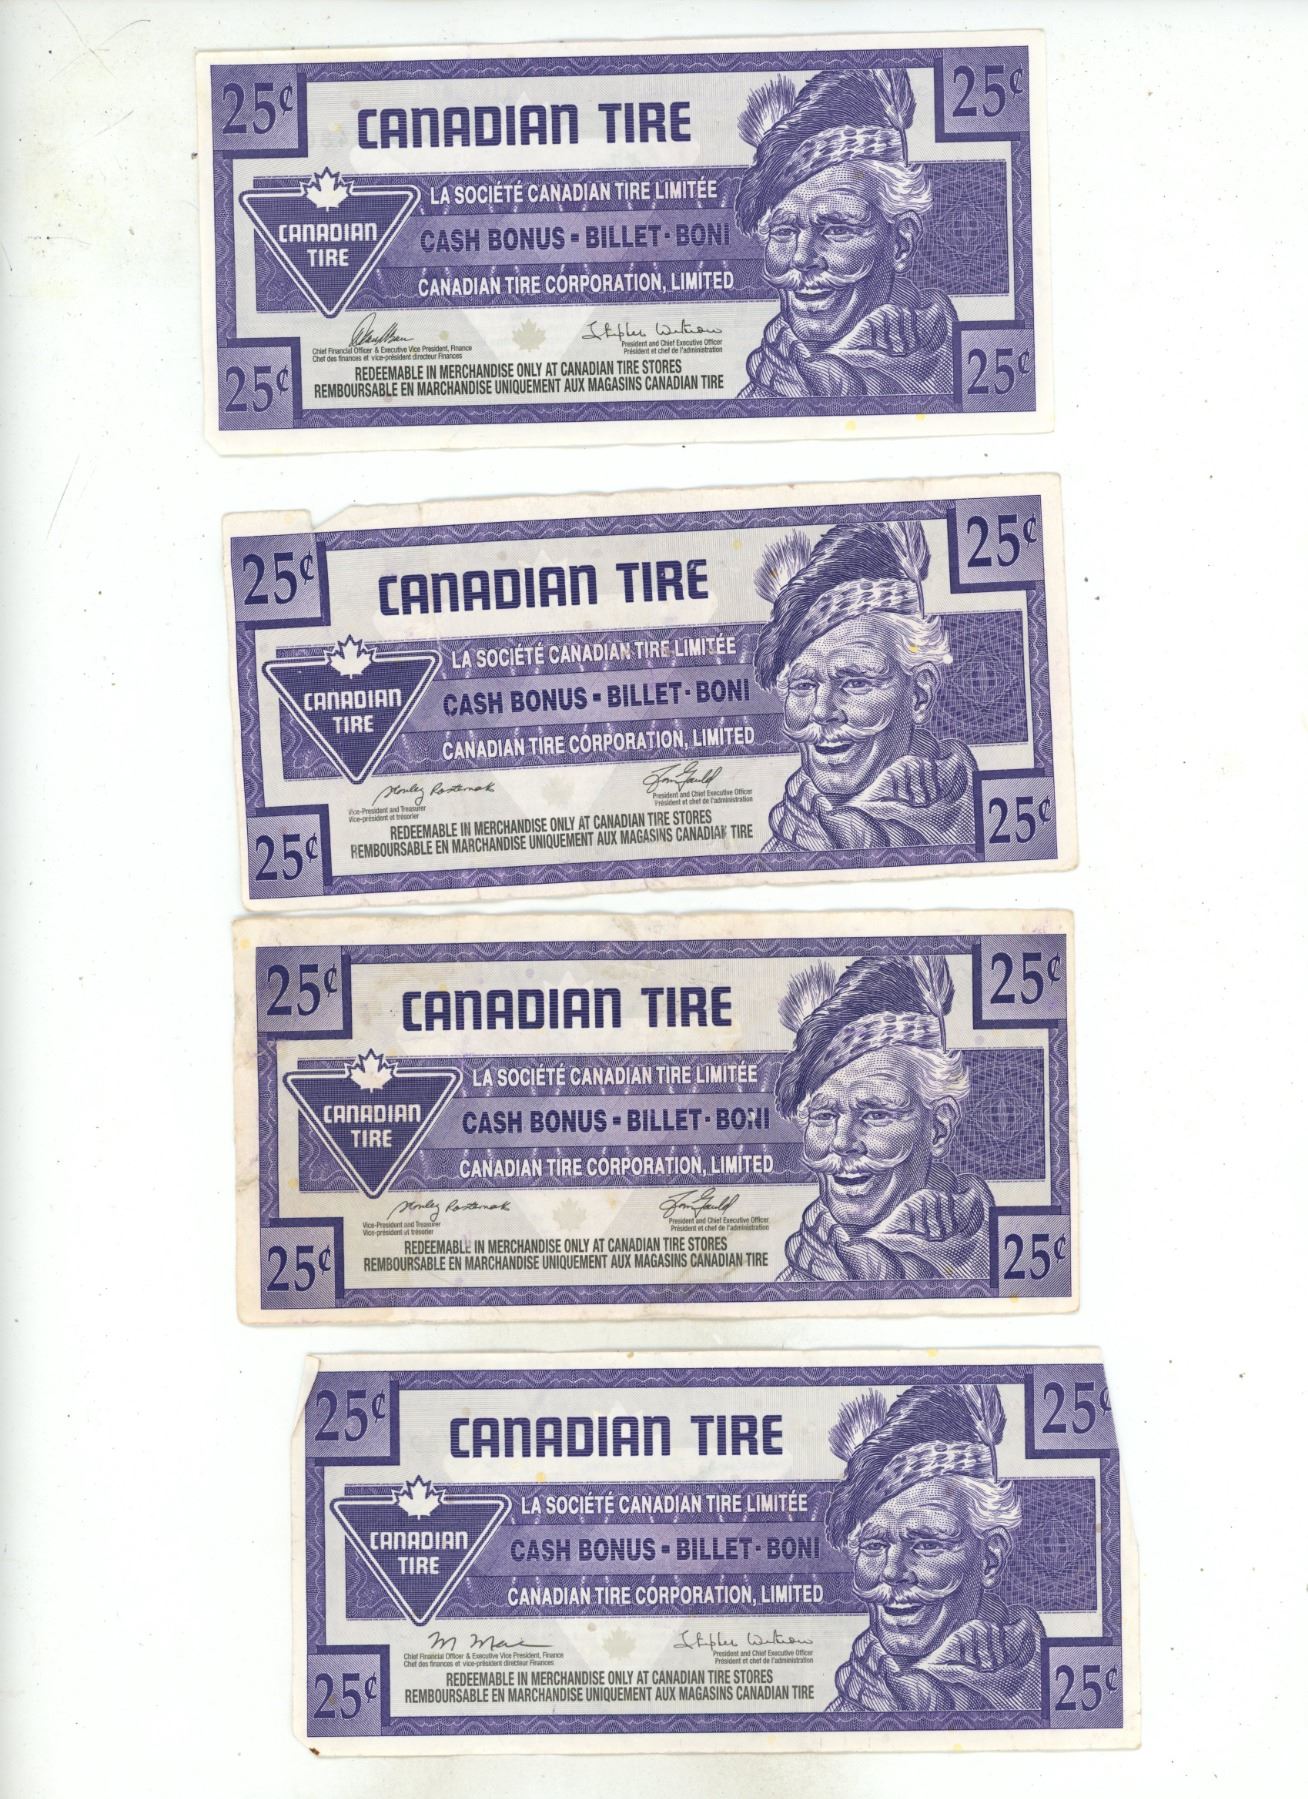 25¢ 25¢
CANADIAN TIRE
LA SOCIÉTÉ CANADIAN TIRE LIMITÉE
CANADIAN
TIRE
CASH BONUS - BILLET - BONI
CANADIAN TIRE CORPORATION, LIMITED
Chief Financial Officer & Executive Vice President, Finance
Chef des finances et vice-président directeur Finances
Stephen Wetmore
President and Chief Executive Officer
Président et chef de l'administration
REDEEMABLE IN MERCHANDISE ONLY AT CANADIAN TIRE STORES
REMBOURSABLE EN MARCHANDISE UNIQUEMENT AUX MAGASINS CANADIAN TIRE
25¢ 25¢
25¢ 25¢
CANADIAN TIRE
LA SOCIÉTÉ CANADIAN TIRE LIMITÉE
CANADIAN
TIRE
CASH BONUS - BILLET - BONI
CANADIAN TIRE CORPORATION, LIMITED
Vice-President and Treasurer
Vice-président et trésorier
Tom Gauld
President and Chief Executive Officer
Président et chef de l'administration
REDEEMABLE IN MERCHANDISE ONLY AT CANADIAN TIRE STORES
REMBOURSABLE EN MARCHANDISE UNIQUEMENT AUX MAGASINS CANADIAN TIRE
25¢ 25¢
25¢ 25¢
CANADIAN TIRE
LA SOCIÉTÉ CANADIAN TIRE LIMITÉE
CANADIAN
TIRE
CASH BONUS - BILLET - BONI
CANADIAN TIRE CORPORATION, LIMITED
Vice-President and Treasurer
Vice-président et trésorier
Tom Gauld
President and Chief Executive Officer
Président et chef de l'administration
REDEEMABLE IN MERCHANDISE ONLY AT CANADIAN TIRE STORES
REMBOURSABLE EN MARCHANDISE UNIQUEMENT AUX MAGASINS CANADIAN TIRE
25¢ 25¢
25¢ 25¢
CANADIAN TIRE
LA SOCIÉTÉ CANADIAN TIRE LIMITÉE
CANADIAN
TIRE
CASH BONUS - BILLET - BONI
CANADIAN TIRE CORPORATION, LIMITED
Chief Financial Officer & Executive Vice President, Finance
Chef des finances et vice-président directeur Finances
Stephen Wetmore
President and Chief Executive Officer
Président et chef de l'administration
REDEEMABLE IN MERCHANDISE ONLY AT CANADIAN TIRE STORES
REMBOURSABLE EN MARCHANDISE UNIQUEMENT AUX MAGASINS CANADIAN TIRE
25¢ 25¢